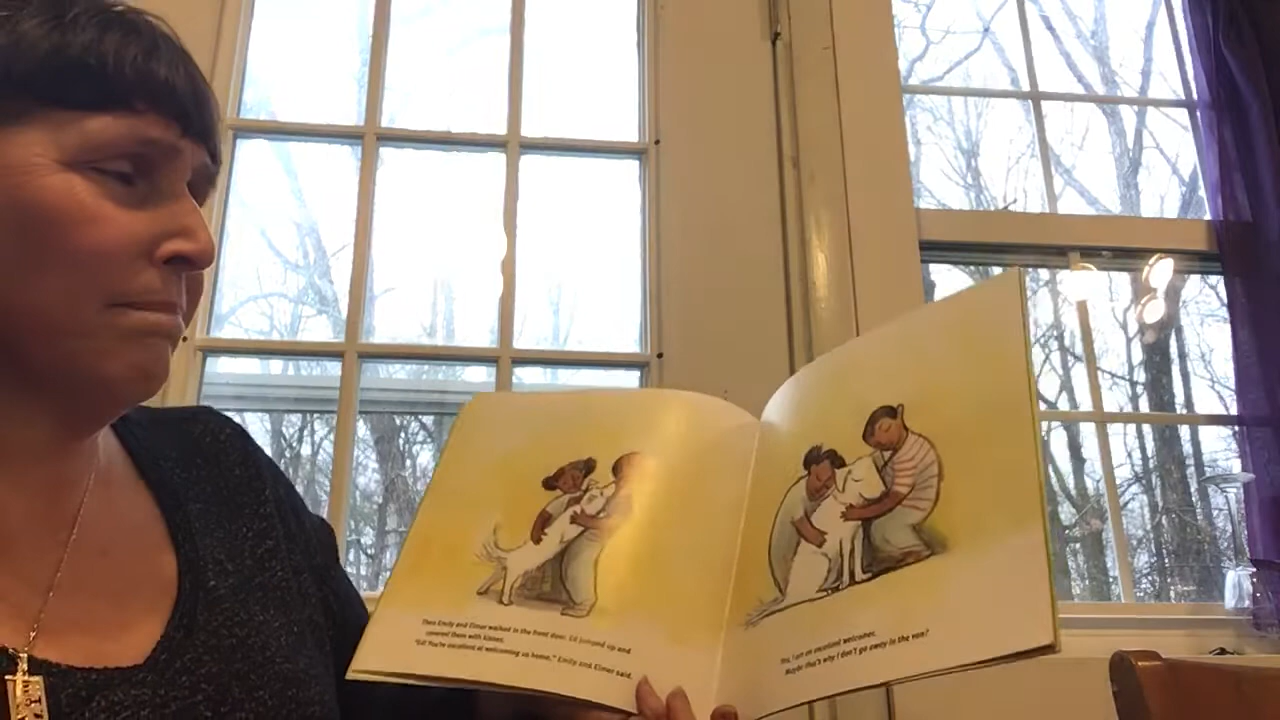 Then Emily and Elmer walked in the front door. Ed jumped up and
covered them with kisses.
"Ed! You're excellent at welcoming us home," Emily and Elmer said.
Yes, I am an excellent welcomer.
Maybe that's why I don't go away in the van?